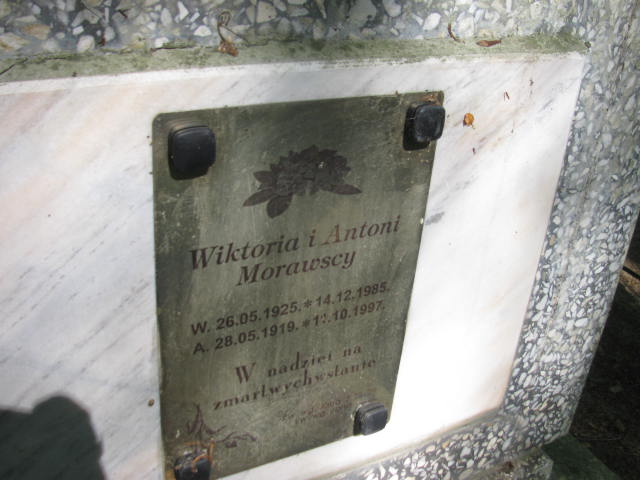 Wiktoria i Antoni
Morawscy
W. 26.05.1925.*14.12.1985.
A. 28.05.1919.*
W nadziei na
zmartwychwstanie